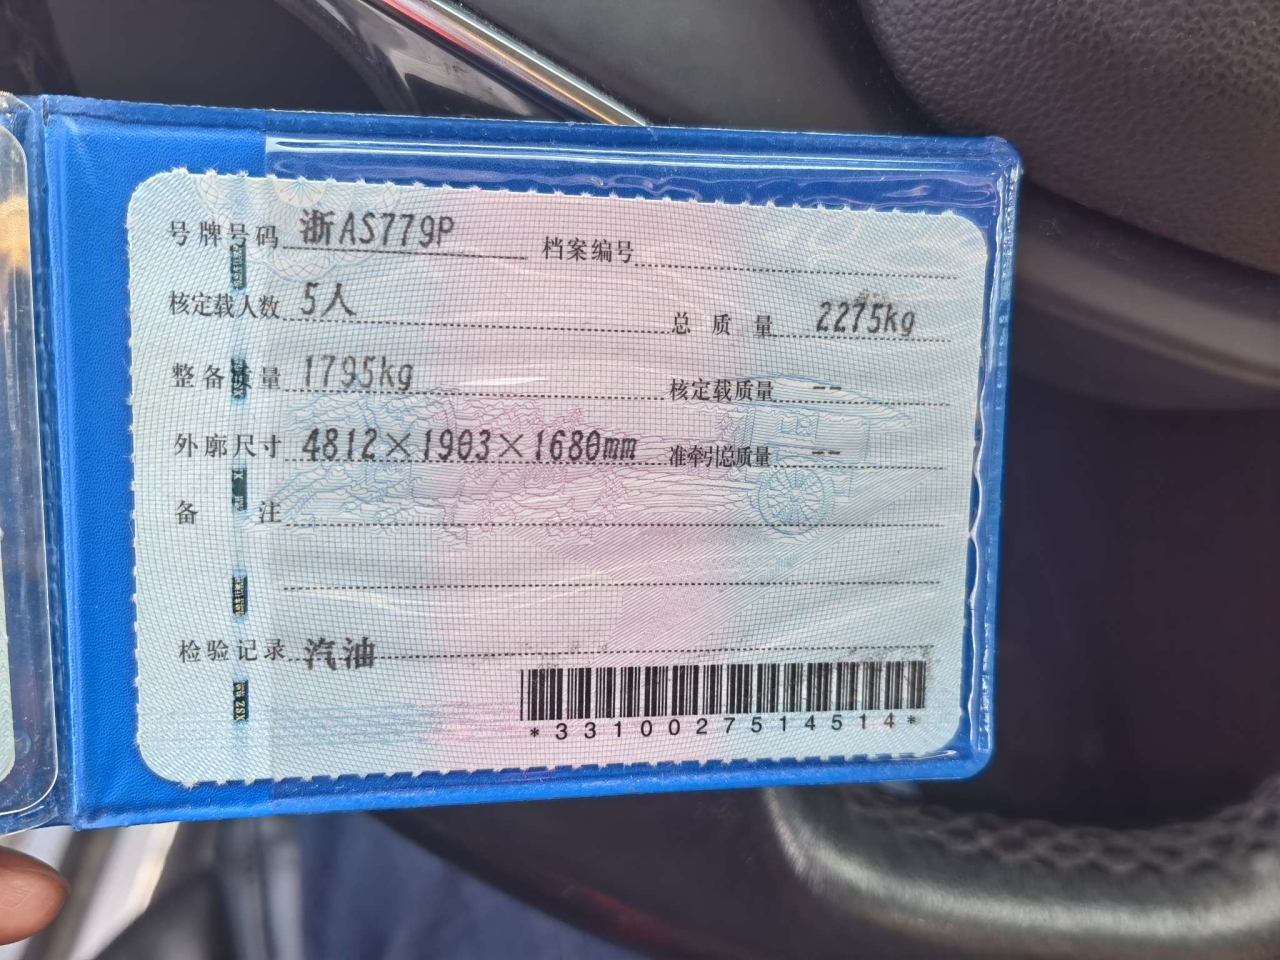 号牌号码 浙AS779P 档案编号
核定载人数 5人 总质量 2275kg
整备质量 1795kg 核定载质量 --
外廓尺寸 4812×1903×1680mm 准牵引总质量 --
备注
检验记录 汽油
*3310027514514*
XSZ